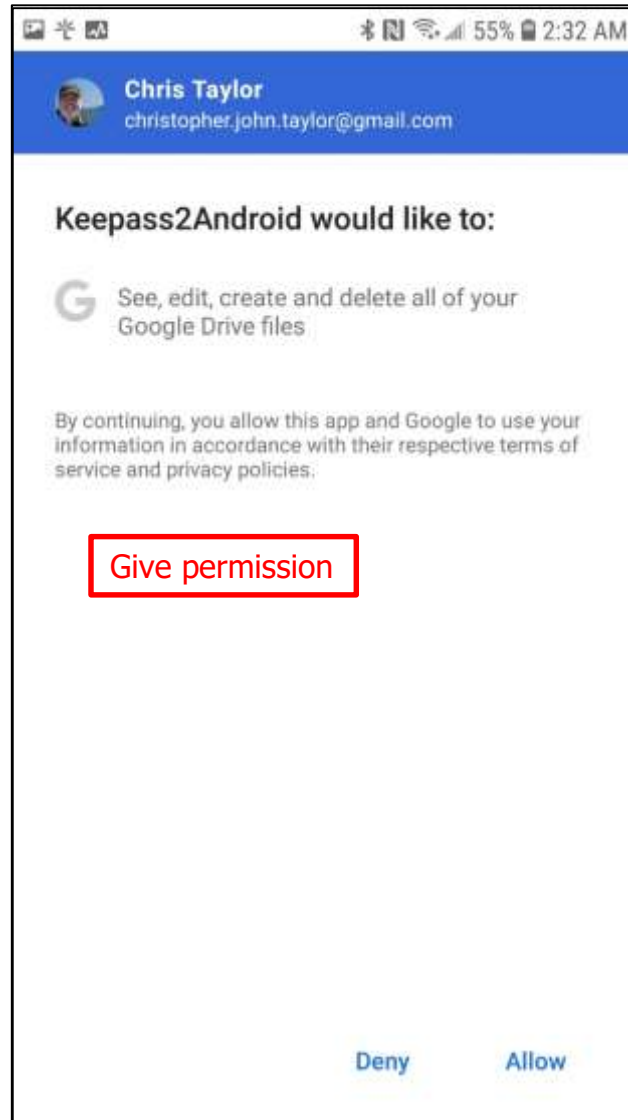 55% 2:32 AM
Chris Taylor
christopher.john.taylor@gmail.com
Keepass2Android would like to:
G See, edit, create and delete all of your
Google Drive files
By continuing, you allow this app and Google to use your
information in accordance with their respective terms of
service and privacy policies.
Give permission
Deny Allow